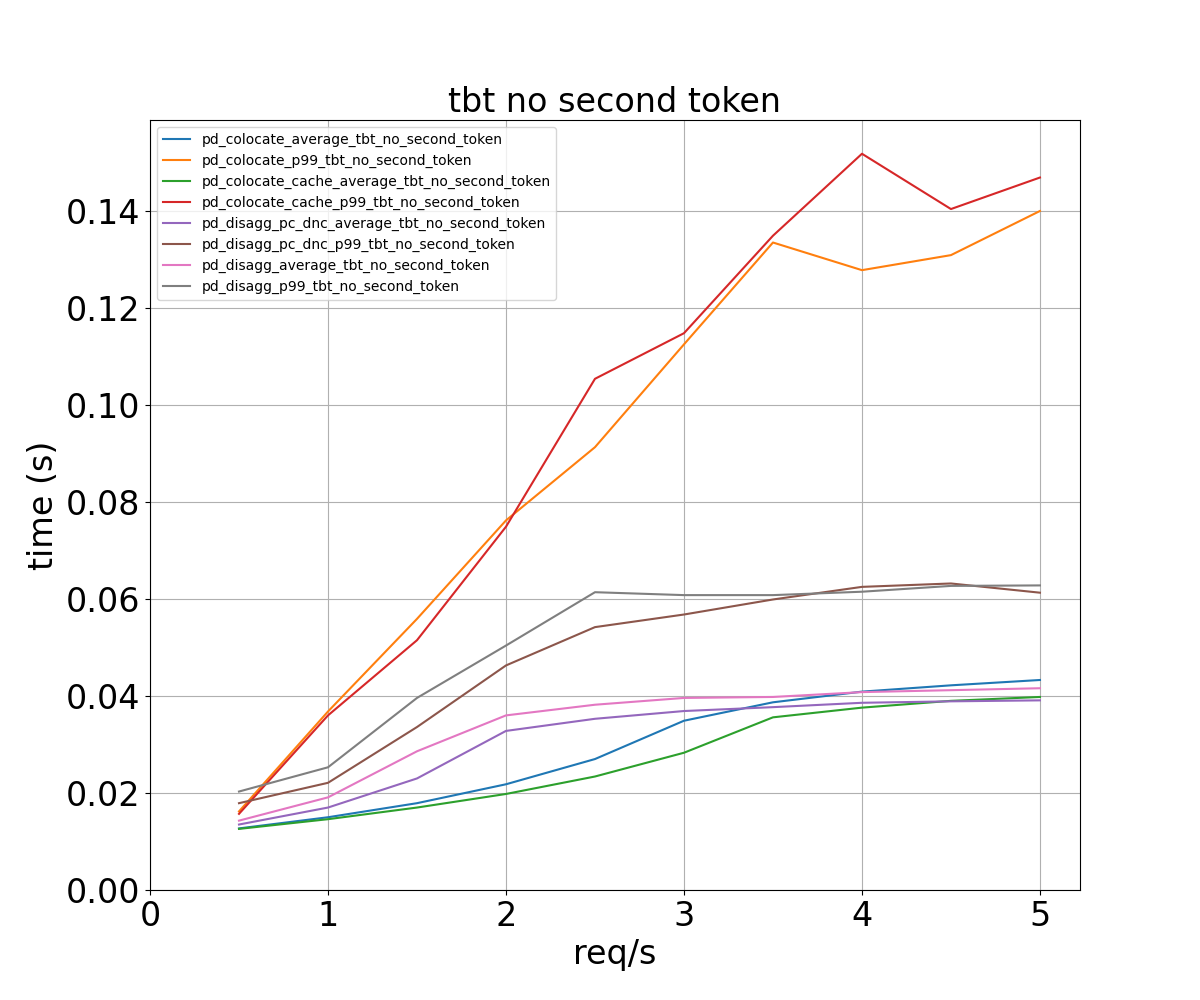 tbt no second token
pd_colocate_average_tbt_no_second_token
pd_colocate_p99_tbt_no_second_token
pd_colocate_cache_average_tbt_no_second_token
pd_colocate_cache_p99_tbt_no_second_token
pd_disagg_pc_dnc_average_tbt_no_second_token
pd_disagg_pc_dnc_p99_tbt_no_second_token
pd_disagg_average_tbt_no_second_token
pd_disagg_p99_tbt_no_second_token
0.14
0.12
0.10
0.08
0.06
0.04
0.02
0.00
time (s)
0 1 2 3 4 5
req/s